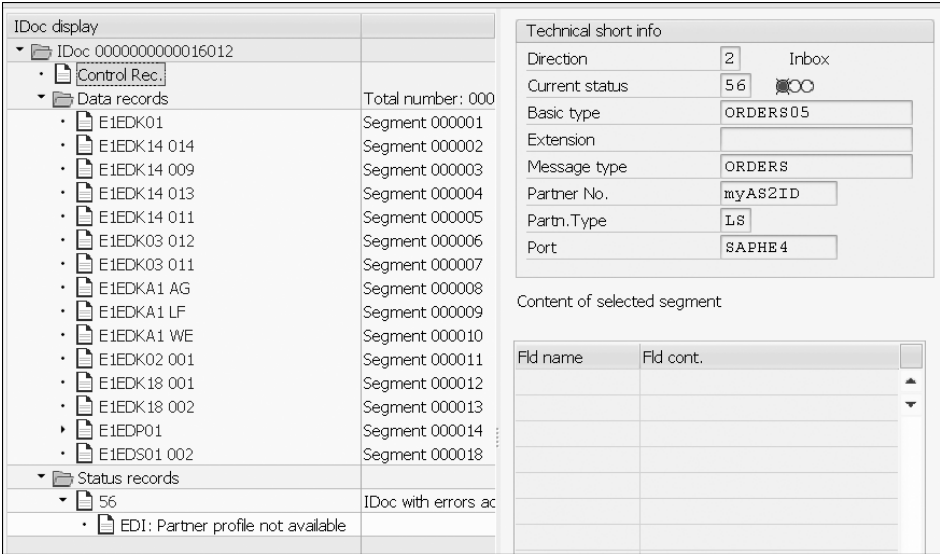 IDoc display
IDoc 0000000000016012
Control Rec.
Data records Total number: 000
E1EDK01 Segment 000001
E1EDK14 014 Segment 000002
E1EDK14 009 Segment 000003
E1EDK14 013 Segment 000004
E1EDK14 011 Segment 000005
E1EDK03 012 Segment 000006
E1EDK03 011 Segment 000007
E1EDKA1 AG Segment 000008
E1EDKA1 LF Segment 000009
E1EDKA1 WE Segment 000010
E1EDK02 001 Segment 000011
E1EDK18 001 Segment 000012
E1EDK18 002 Segment 000013
E1EDP01 Segment 000014
E1EDS01 002 Segment 000018
Status records
56 IDoc with errors ac
EDI: Partner profile not available
Technical short info
Direction 2 Inbox
Current status 56
Basic type ORDERS05
Extension
Message type ORDERS
Partner No. myAS2ID
Partn.Type LS
Port SAPHE4
Content of selected segment
Fld name Fld cont.